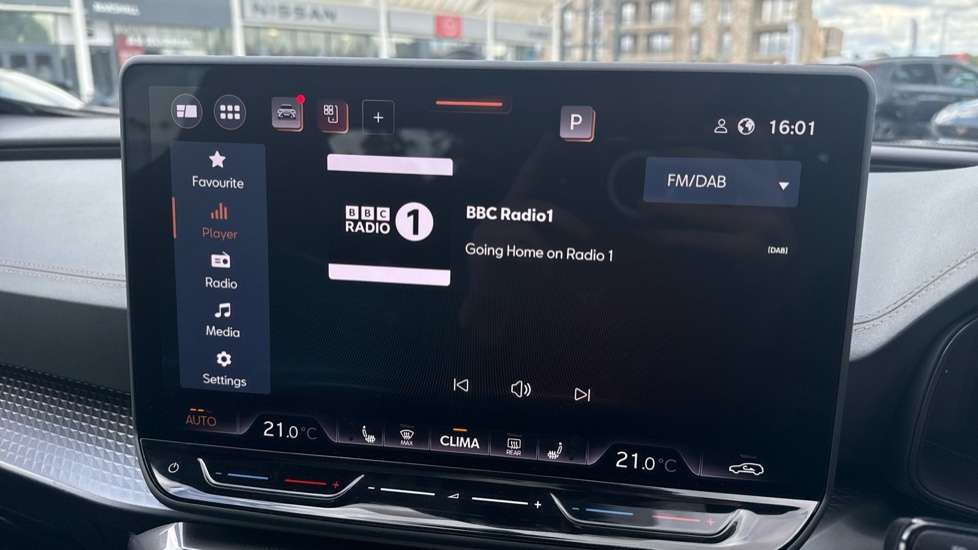 NISSAN
+
P
16:01
Favourite
Player
Radio
Media
Settings
BBC
RADIO 1
BBC Radio1
Going Home on Radio 1
FM/DAB
[DAB]
AUTO
21.0°C
MAX
CLIMA
REAR
21.0°C
- +
- +
- +